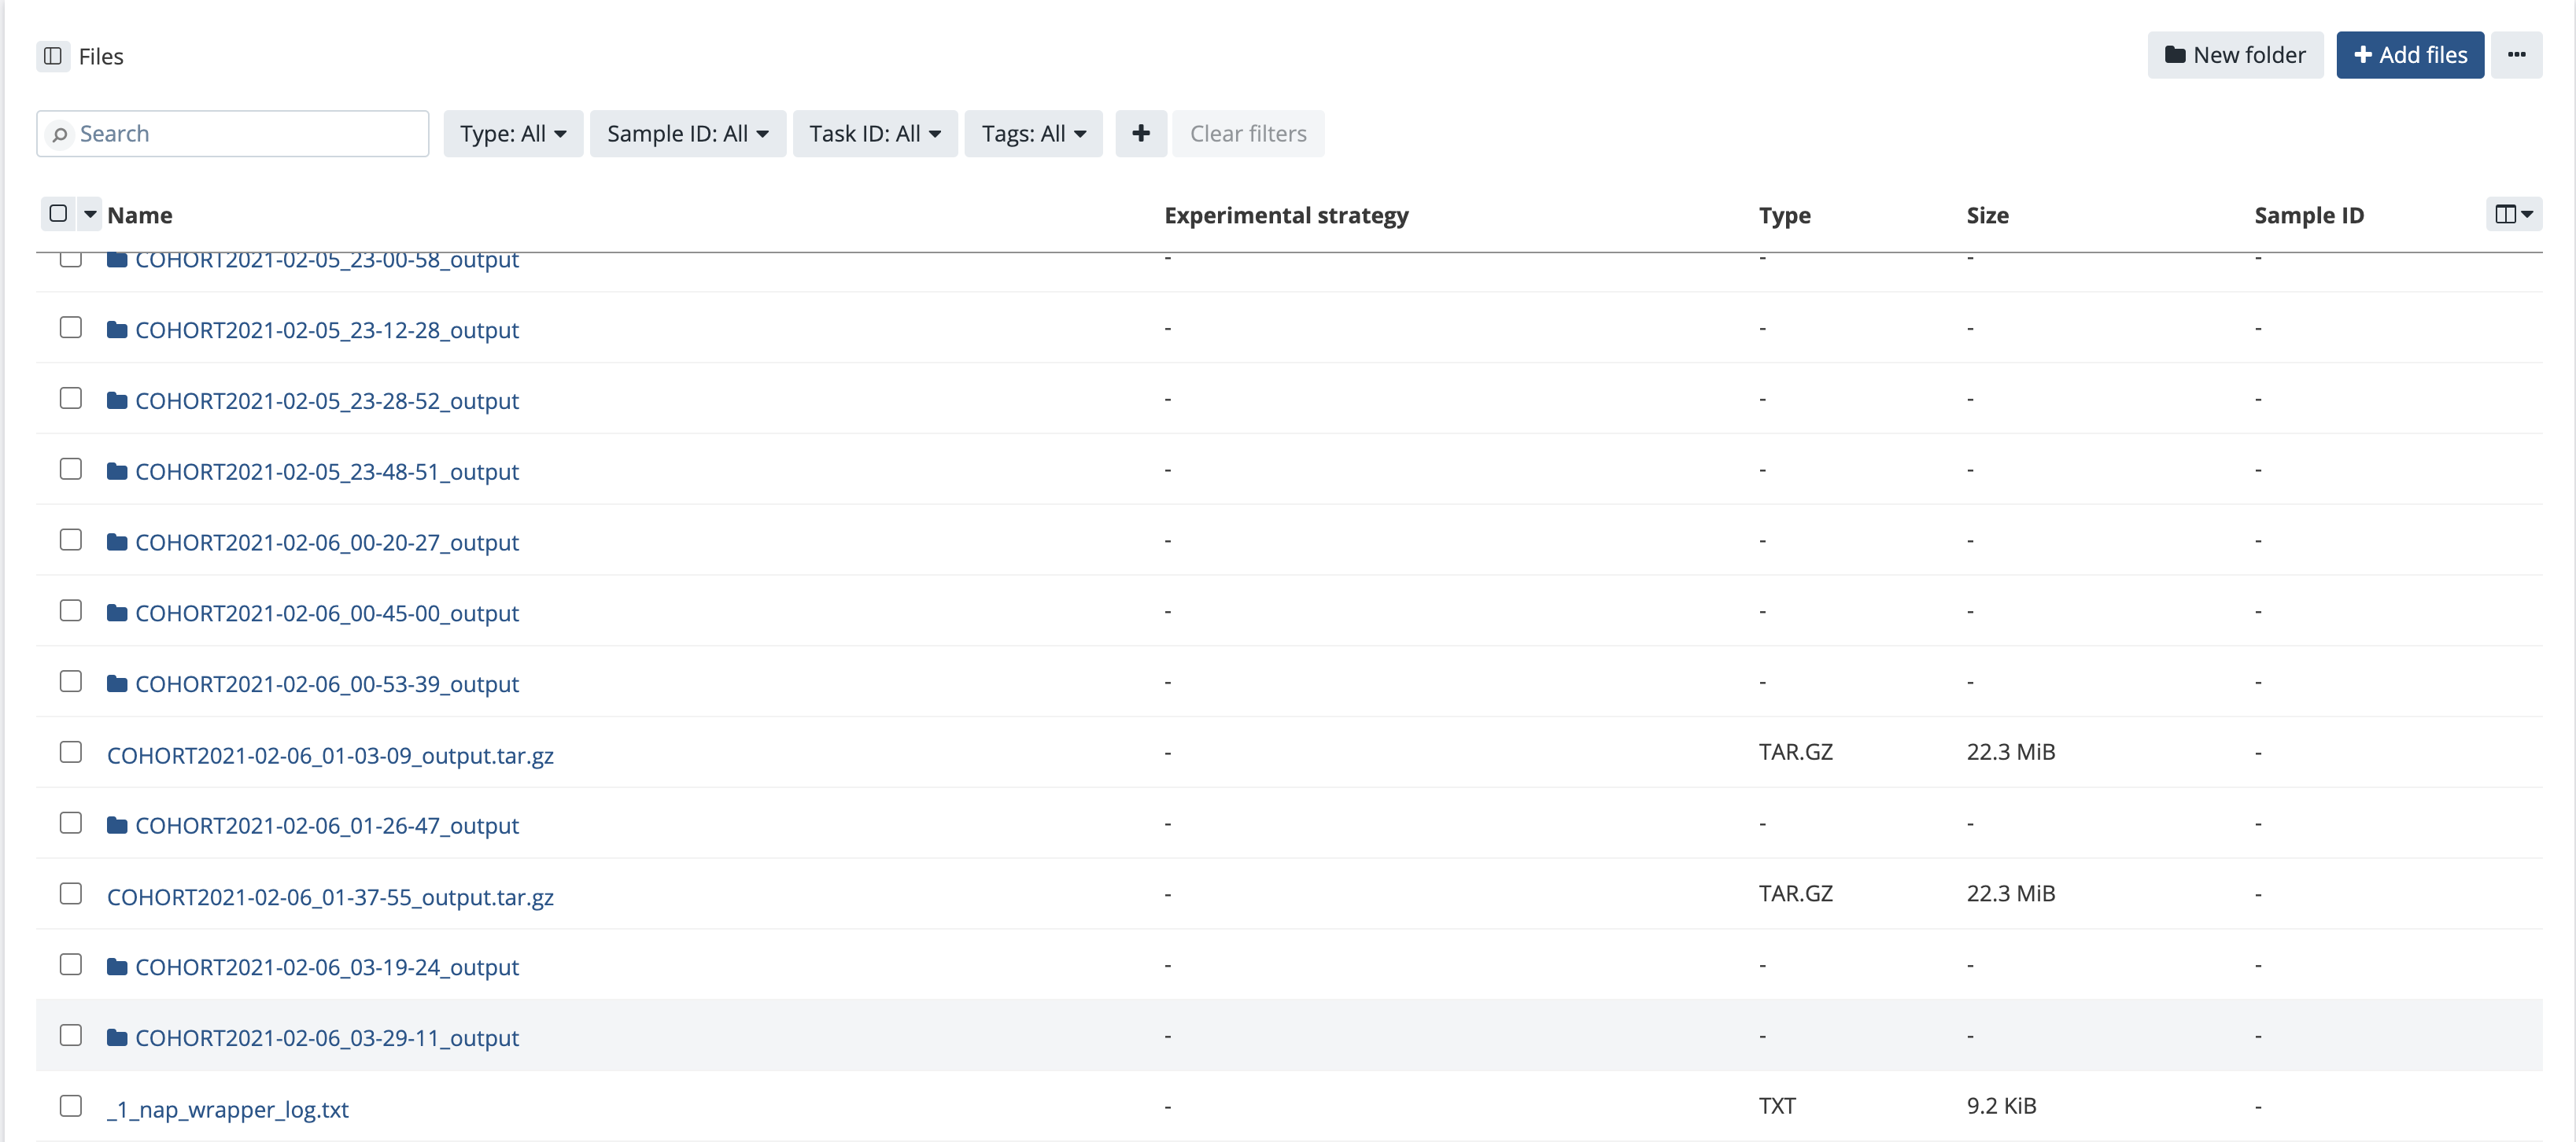 Files
New folder
+ Add files
Search
Type: All
Sample ID: All
Task ID: All
Tags: All
+
Clear filters
Name Experimental strategy Type Size Sample ID
COHORT2021-02-05_23-00-58_output - - - -
COHORT2021-02-05_23-12-28_output - - - -
COHORT2021-02-05_23-28-52_output - - - -
COHORT2021-02-05_23-48-51_output - - - -
COHORT2021-02-06_00-20-27_output - - - -
COHORT2021-02-06_00-45-00_output - - - -
COHORT2021-02-06_00-53-39_output - - - -
COHORT2021-02-06_01-03-09_output.tar.gz - TAR.GZ 22.3 MiB -
COHORT2021-02-06_01-26-47_output - - - -
COHORT2021-02-06_01-37-55_output.tar.gz - TAR.GZ 22.3 MiB -
COHORT2021-02-06_03-19-24_output - - - -
COHORT2021-02-06_03-29-11_output - - - -
_1_nap_wrapper_log.txt - TXT 9.2 KiB -